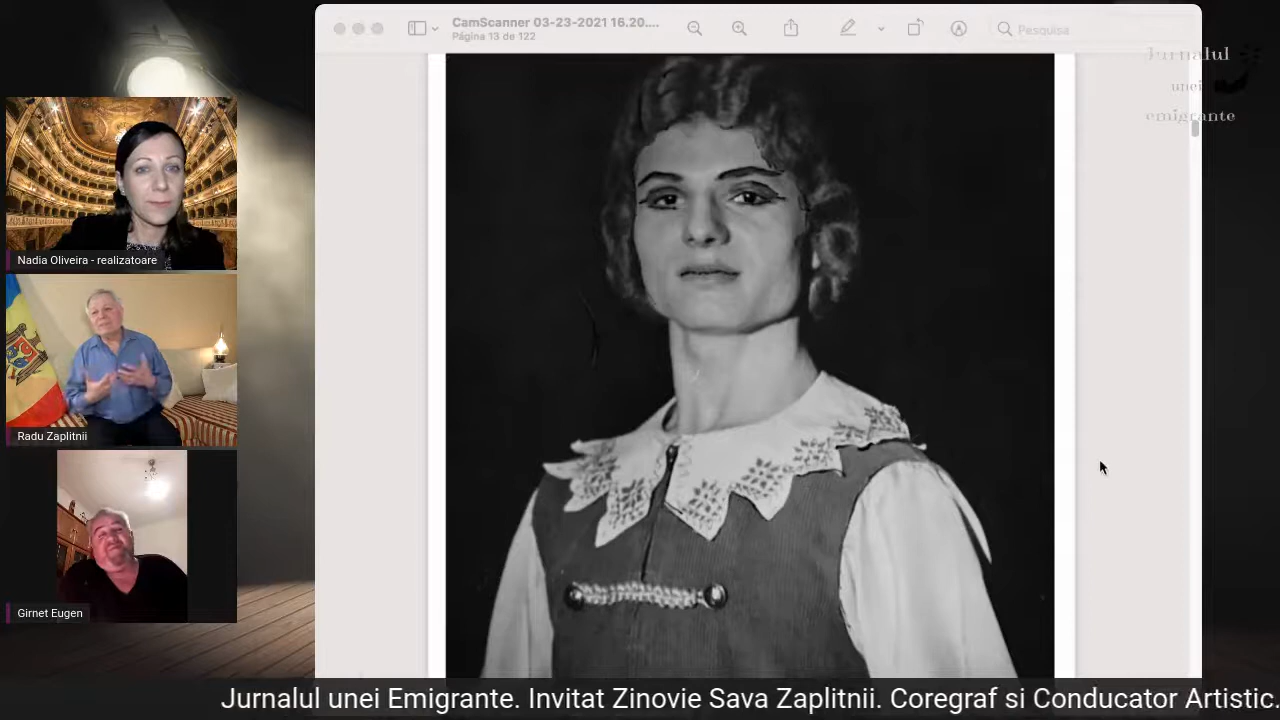 CamScanner 03-23-2021 16.20....
Página 13 de 122
Pesquisa
Jurnalul
unei
emigrante
Nadia Oliveira - realizatoare
Radu Zaplitnii
Girnet Eugen
Jurnalul unei Emigrante. Invitat Zinovie Sava Zaplitnii. Coregraf si Conducator Artistic.